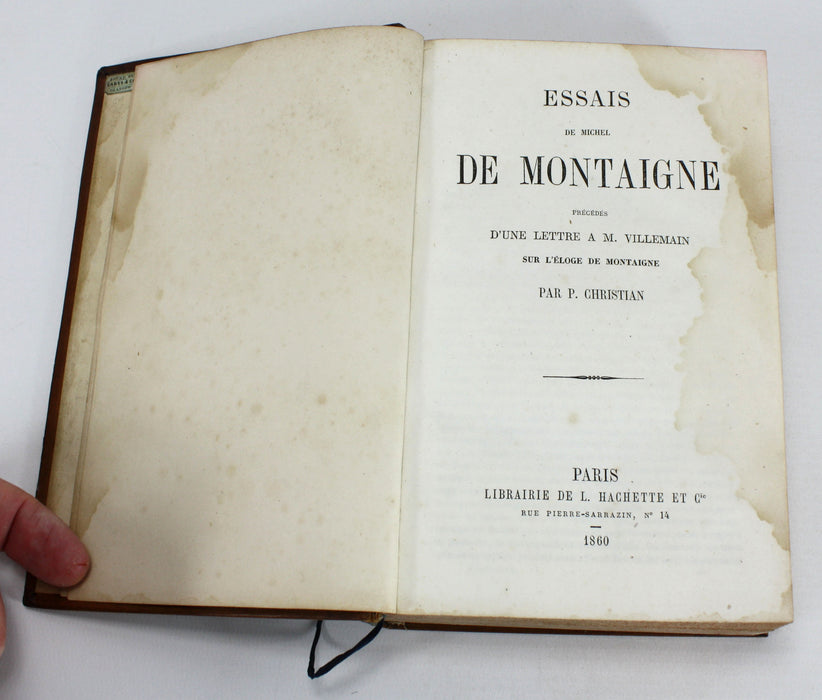 ESSAIS
DE MICHEL
DE MONTAIGNE
PRÉCÉDÉS
D'UNE LETTRE A M. VILLEMAIN
SUR L'ÉLOGE DE MONTAIGNE
PAR P. CHRISTIAN
PARIS
LIBRAIRIE DE L. HACHETTE ET Cie
RUE PIERRE-SARRAZIN, N° 14
1860